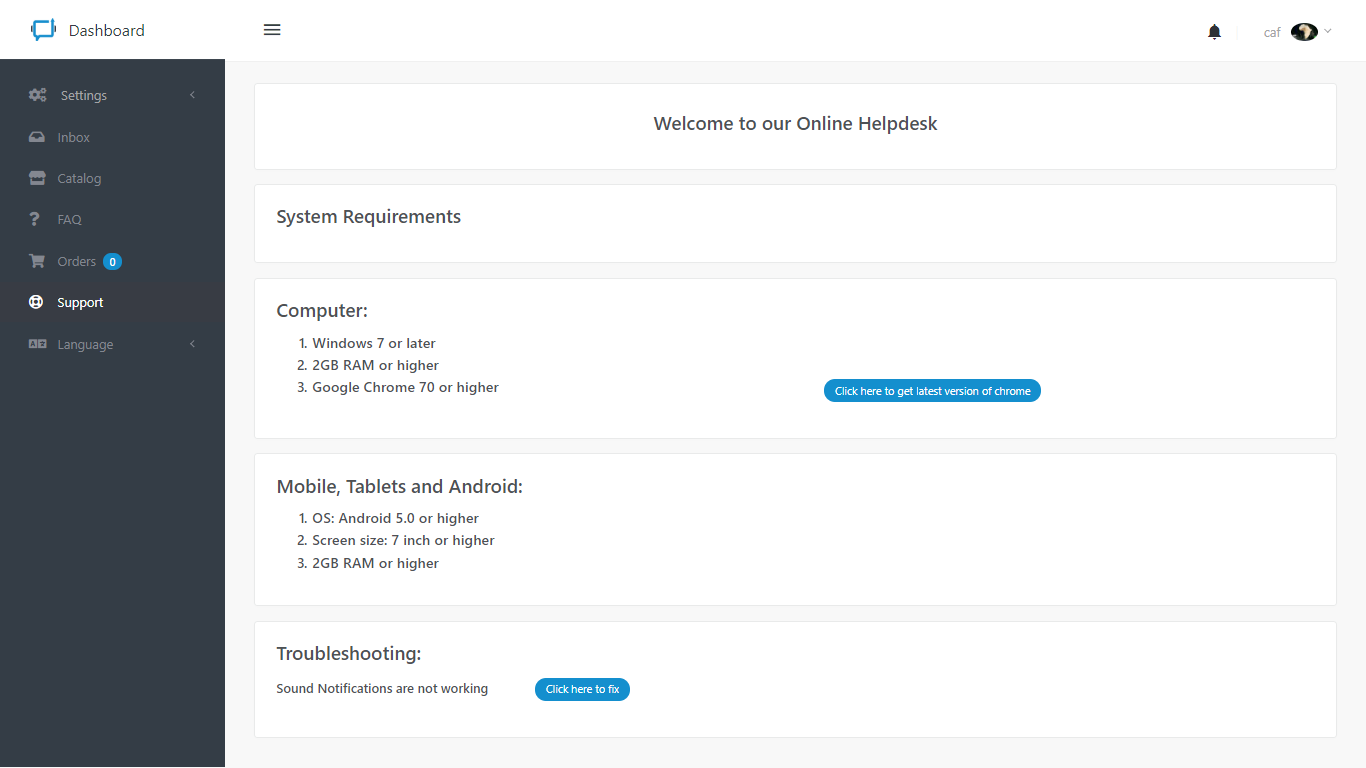 Dashboard
caf
Settings
Inbox
Catalog
FAQ
Orders 0
Support
Language
Welcome to our Online Helpdesk
System Requirements
Computer:
1. Windows 7 or later
2. 2GB RAM or higher
3. Google Chrome 70 or higher
Click here to get latest version of chrome
Mobile, Tablets and Android:
1. OS: Android 5.0 or higher
2. Screen size: 7 inch or higher
3. 2GB RAM or higher
Troubleshooting:
Sound Notifications are not working
Click here to fix